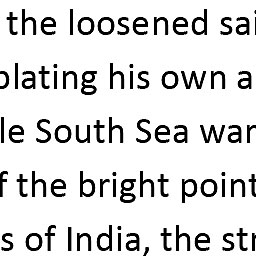 the loosened sai
plating his own a
le South Sea war
f the bright point
s of India, the str